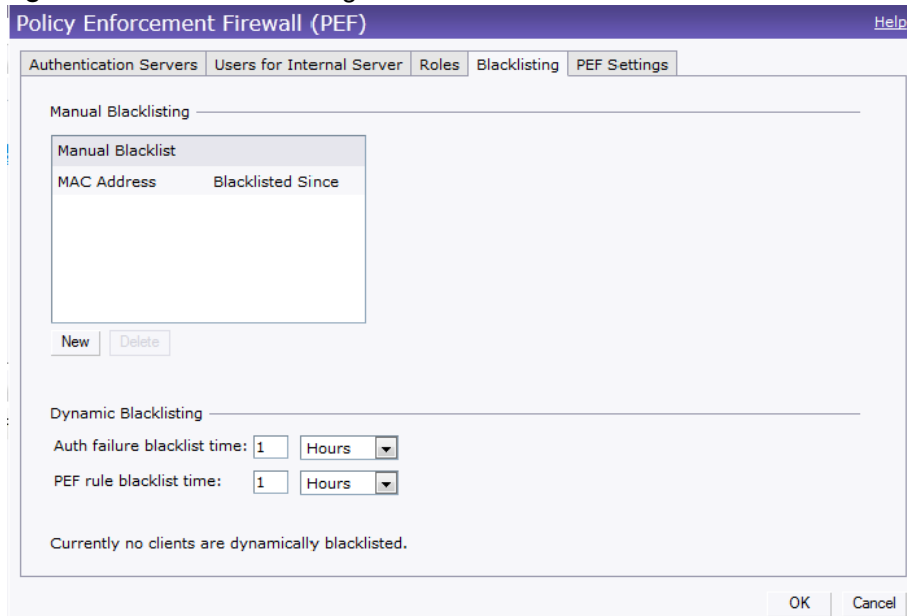 Policy Enforcement Firewall (PEF) Help
Authentication Servers Users for Internal Server Roles Blacklisting PEF Settings
Manual Blacklisting
Manual Blacklist
MAC Address Blacklisted Since
New Delete
Dynamic Blacklisting
Auth failure blacklist time: 1 Hours
PEF rule blacklist time: 1 Hours
Currently no clients are dynamically blacklisted.
OK Cancel